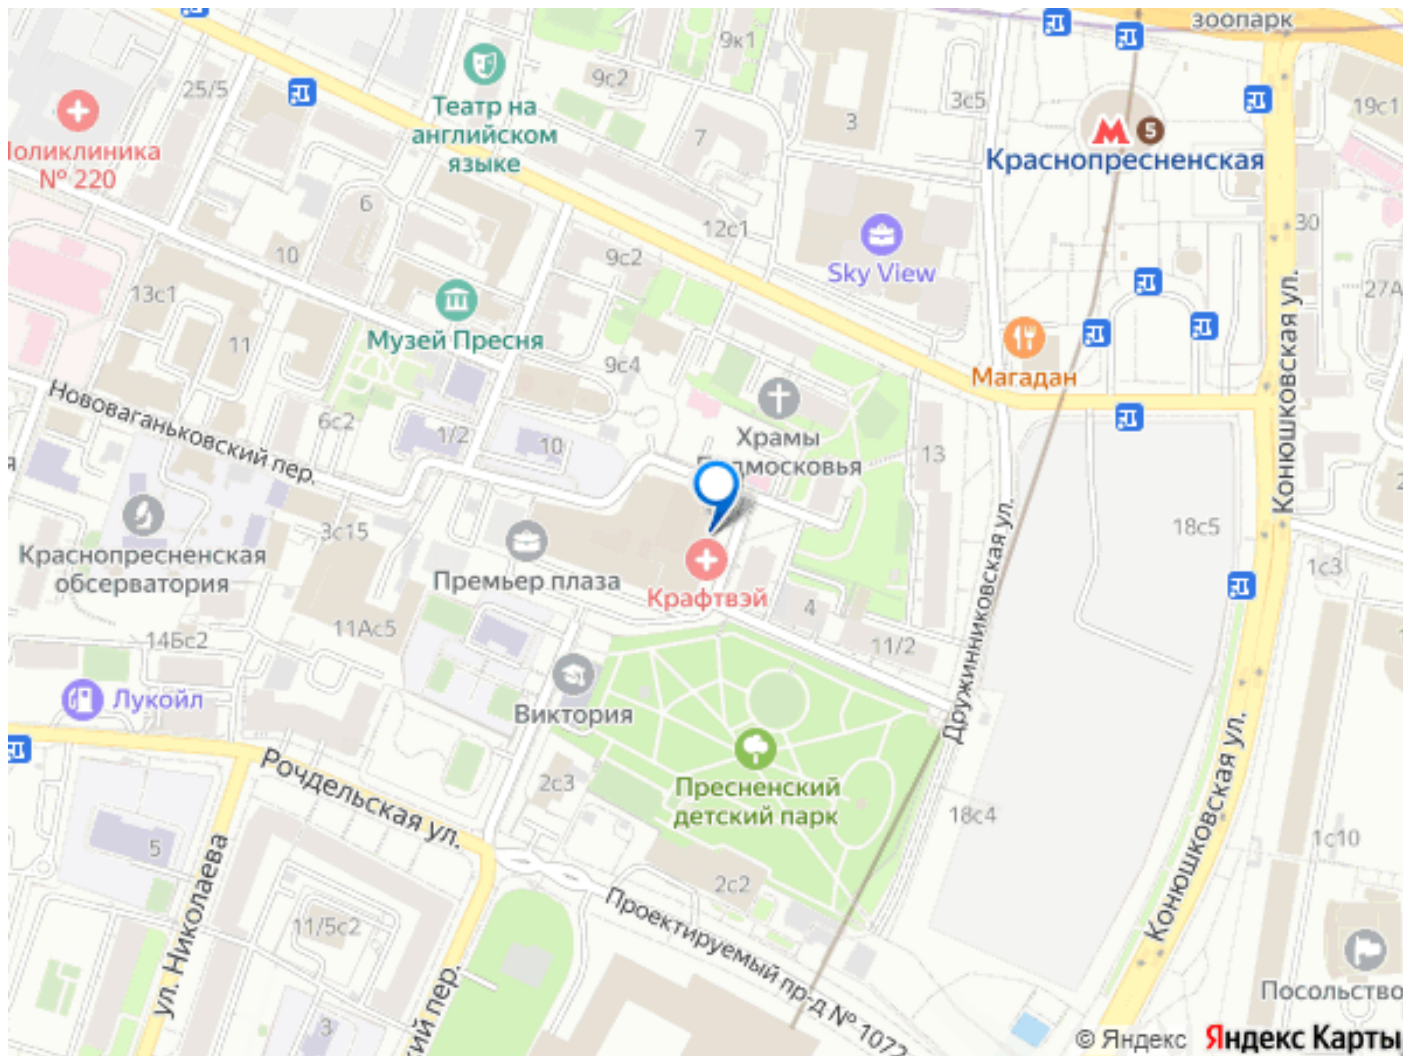 зоопарк
9к1
9с2
25/5
Театр на
английском
языке
3с5
3
7
19с1
5
Краснопресненская
Поликлиника
№ 220
6
12с1
30
10
9с2
Sky View
27А
13с1
Музей Пресня
11
9с4
Магадан
Конюшковская ул.
Нововаганьковский пер.
6с2
1/2
10
Храмы
Подмосковья
13
3с15
18с5
Краснопресненская
обсерватория
Премьер плаза
Крафтвэй
Дружинниковская ул.
1с3
4
11Ас5
14Бс2
11/2
Лукойл
Виктория
Рочдельская ул.
2с3
Пресненский
детский парк
18с4
1с10
Конюшковская ул.
5
ул. Николаева
2с2
11/5с2
Проектируемый пр-д № 1072
3
Посольство
© Яндекс Яндекс Карты